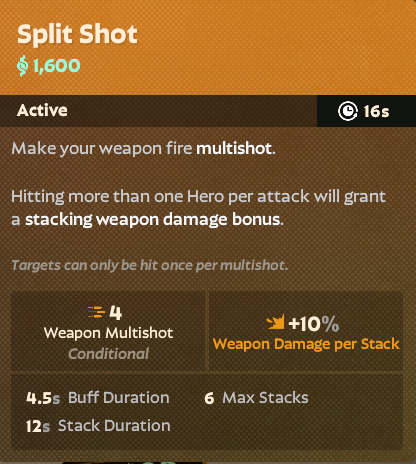 Split Shot
1,600
Active
16s
Make your weapon fire multishot.
Hitting more than one Hero per attack will grant
a stacking weapon damage bonus.
Targets can only be hit once per multishot.
4
Weapon Multishot
Conditional
+10%
Weapon Damage per Stack
4.5s Buff Duration
6 Max Stacks
12s Stack Duration